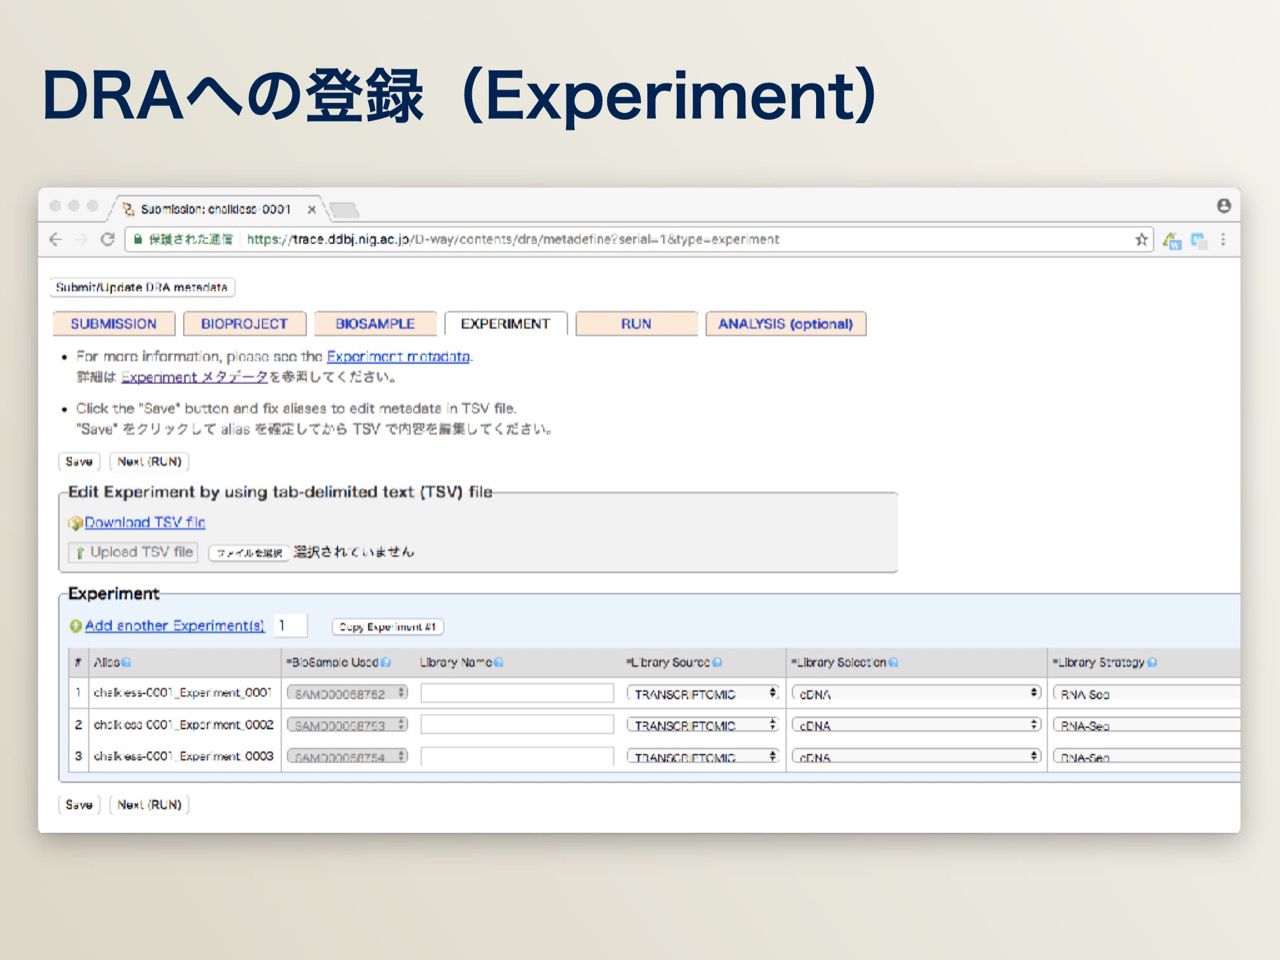 DRAへの登録（Experiment）
Submission: chalkless-0001
保護された通信 https://trace.ddbj.nig.ac.jp/D-way/contents/dra/metadefine?serial=1&type=experiment
Submit/Update DRA metadata
SUBMISSION BIOPROJECT BIOSAMPLE EXPERIMENT RUN ANALYSIS (optional)
• For more information, please see the Experiment metadata.
詳細は Experiment メタデータを参照してください。
• Click the "Save" button and fix aliases to edit metadata in TSV file.
"Save" をクリックして alias を確定してから TSV で内容を編集してください。
Save Next (RUN)
Edit Experiment by using tab-delimited text (TSV) file
Download TSV file
Upload TSV file ファイルを選択 選択されていません
Experiment
Add another Experiment(s) 1 Copy Experiment #1
# Alias *BioSample Used Library Name *Library Source *Library Selection *Library Strategy
1 chalkless-0001_Experiment_0001 SAMD00058752 TRANSCRIPTOMIC cDNA RNA-Seq
2 chalkless-0001_Experiment_0002 SAMD00058753 TRANSCRIPTOMIC cDNA RNA-Seq
3 chalkless-0001_Experiment_0003 SAMD00058754 TRANSCRIPTOMIC cDNA RNA-Seq
Save Next (RUN)